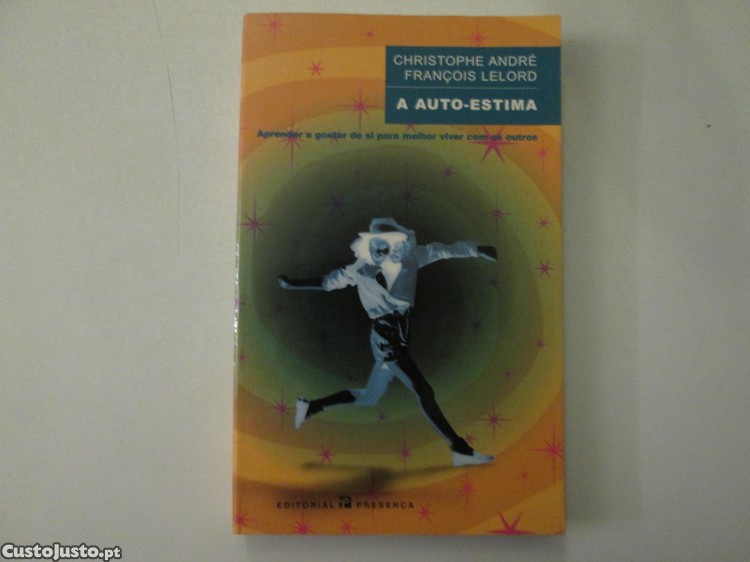 CHRISTOPHE ANDRÉ
FRANÇOIS LELORD
A AUTO-ESTIMA
Aprender a gostar de si para melhor viver com os outros
EDITORIAL PRESENÇA
CustoJusto.pt